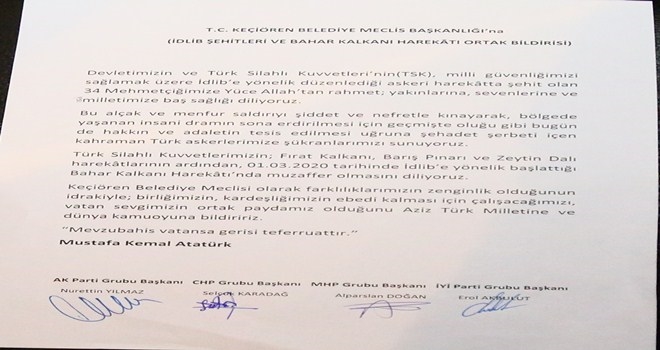 T.C. KEÇİÖREN BELEDİYE MECLİS BAŞKANLIĞI'na
(İDLİB ŞEHİTLERİ VE BAHAR KALKANI HAREKÂTI ORTAK BİLDİRİSİ)
Devletimizin ve Türk Silahlı Kuvvetleri'nin(TSK), milli güvenliğimizi
sağlamak üzere İdlib'e yönelik düzenlediği askeri harekâtta şehit olan
34 Mehmetçiğimize Yüce Allah'tan rahmet; yakınlarına, sevenlerine ve
milletimize baş sağlığı diliyoruz.
Bu alçak ve menfur saldırıyı şiddet ve nefretle kınayarak, bölgede
yaşanan insani dramın sona erdirilmesi için geçmişte oluğu gibi bugün
de hakkın ve adaletin tesis edilmesi uğruna şehadet şerbeti içen
kahraman Türk askerlerimize şükranlarımızı sunuyoruz.
Türk Silahlı Kuvvetlerimizin; Fırat Kalkanı, Barış Pınarı ve Zeytin Dalı
harekâtlarının ardından, 01.03.2020 tarihinde İdlib'e yönelik başlattığı
Bahar Kalkanı Harekâtı'nda muzaffer olmasını diliyoruz.
Keçiören Belediye Meclisi olarak farklılıklarımızın zenginlik olduğunun
idrakiyle; birliğimizin, kardeşliğimizin ebedi kalması için çalışacağımızı,
vatan sevgimizin ortak paydamız olduğunu Aziz Türk Milletine ve
dünya kamuoyuna bildiririz.
"Mevzubahis vatansa gerisi teferruattır."
Mustafa Kemal Atatürk
AK Parti Grubu Başkanı CHP Grubu Başkanı MHP Grubu Başkanı İYİ Parti Grubu Başkanı
Nurettin YILMAZ Selçuk KARADAĞ Alparslan DOĞAN Erol AKBULUT